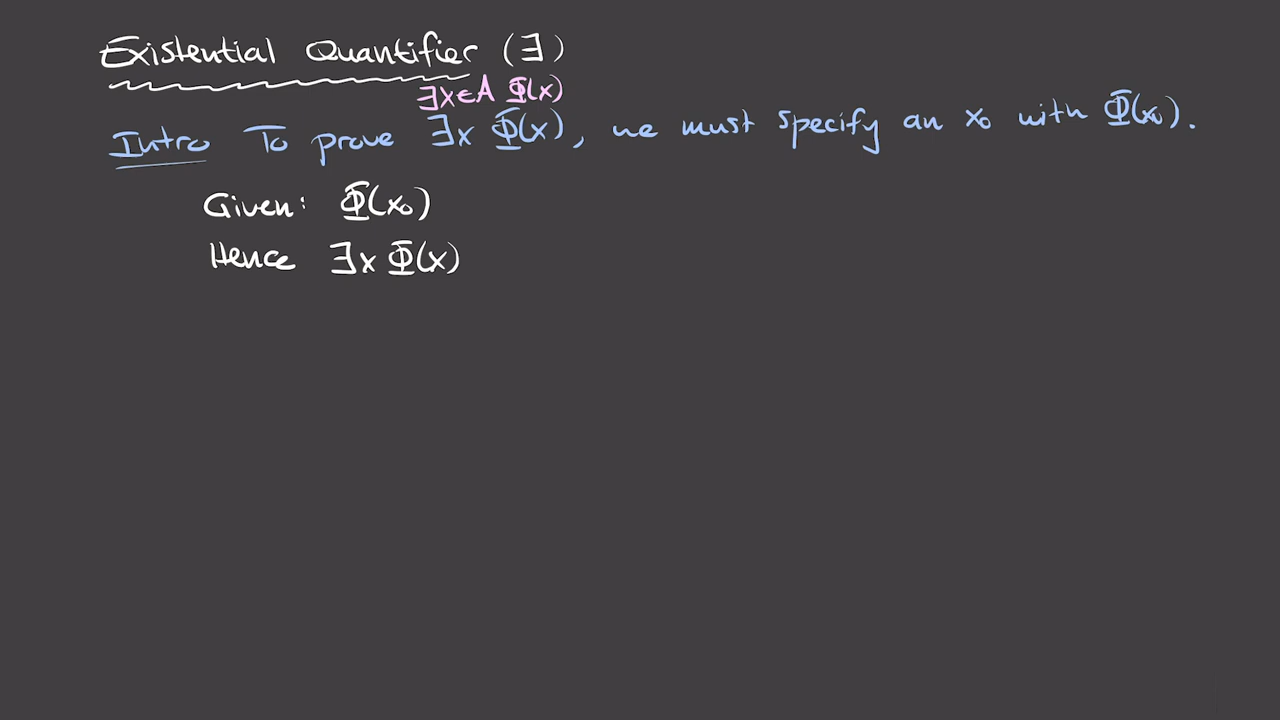 Existential Quantifier (∃)
∃x∈A Φ(x)
Intro To prove ∃x Φ(x), we must specify an x₀ with Φ(x₀).
Given: Φ(x₀)
Hence ∃x Φ(x)